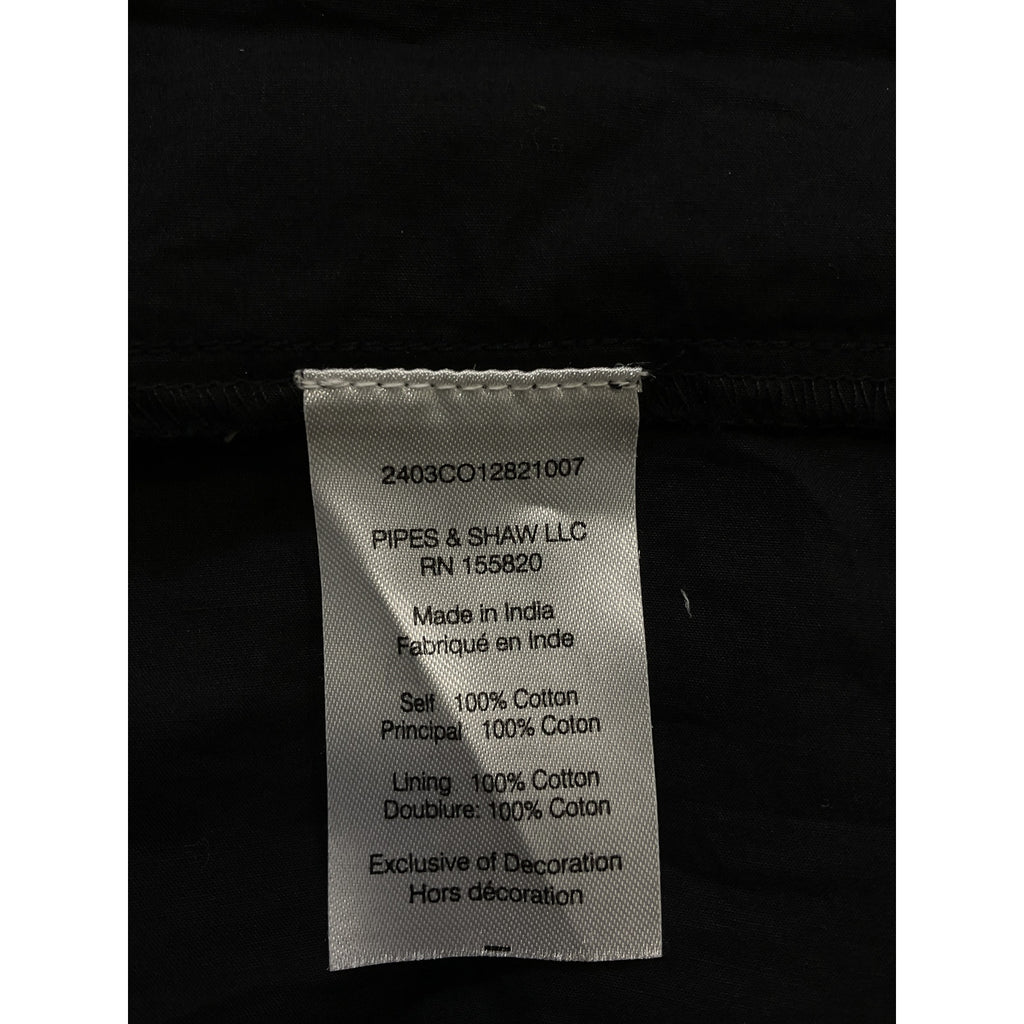 2403CO12821007
PIPES & SHAW LLC
RN 155820
Made in India
Fabriqué en Inde
Self 100% Cotton
Principal 100% Coton
Lining 100% Cotton
Doublure: 100% Coton
Exclusive of Decoration
Hors décoration